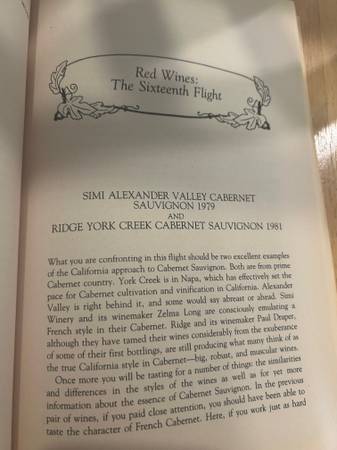 Red Wines:
The Sixteenth Flight
SIMI ALEXANDER VALLEY CABERNET
SAUVIGNON 1979
AND
RIDGE YORK CREEK CABERNET SAUVIGNON 1981
What you are confronting in this flight should be two excellent examples
of the California approach to Cabernet Sauvignon. Both are from prime
Cabernet country. York Creek is in Napa, which has effectively set the
pace for Cabernet cultivation and vinification in California. Alexander
Valley is right behind it, and some would say abreast or ahead. Simi
Winery and its winemaker Zelma Long are consciously emulating a
French style in their Cabernet. Ridge and its winemaker Paul Draper,
although they have tamed their wines considerably from the exuberance
of some of their first bottlings, are still producing what many think of as
the true California style in Cabernet—big, robust, and muscular wines.
Once more you will be tasting for a number of things: the similarities
and differences in the styles of the wines as well as for yet more
information about the essence of Cabernet Sauvignon. In the previous
pair of wines, if you paid close attention, you should have been able to
taste the character of French Cabernet. Here, if you work just as hard